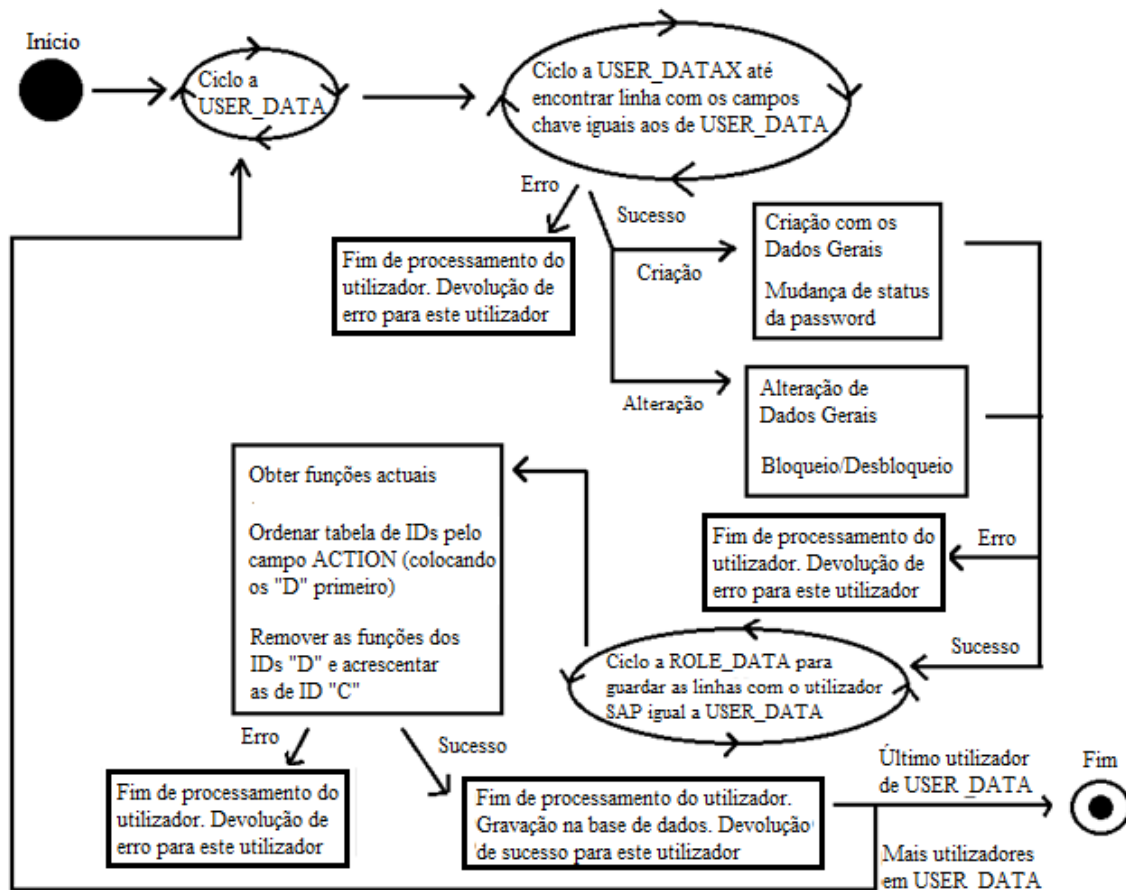 Início
Ciclo a
USER_DATA
Ciclo a USER_DATAX até
encontrar linha com os campos
chave iguais aos de USER_DATA
Erro
Sucesso
Fim de processamento do
utilizador. Devolução de
erro para este utilizador
Criação
Criação com os
Dados Gerais
Mudança de status
da password
Alteração
Alteração de
Dados Gerais
Bloqueio/Desbloqueio
Erro
Fim de processamento do
utilizador. Devolução de
erro para este utilizador
Sucesso
Ciclo a ROLE_DATA para
guardar as linhas com o utilizador
SAP igual a USER_DATA
Obter funções actuais
Ordenar tabela de IDs pelo
campo ACTION (colocando
os "D" primeiro)
Remover as funções dos
IDs "D" e acrescentar
as de ID "C"
Erro
Sucesso
Fim de processamento do
utilizador. Devolução de
erro para este utilizador
Fim de processamento do utilizador.
Gravação na base de dados. Devolução
de sucesso para este utilizador
Último utilizador
de USER_DATA
Fim
Mais utilizadores
em USER_DATA